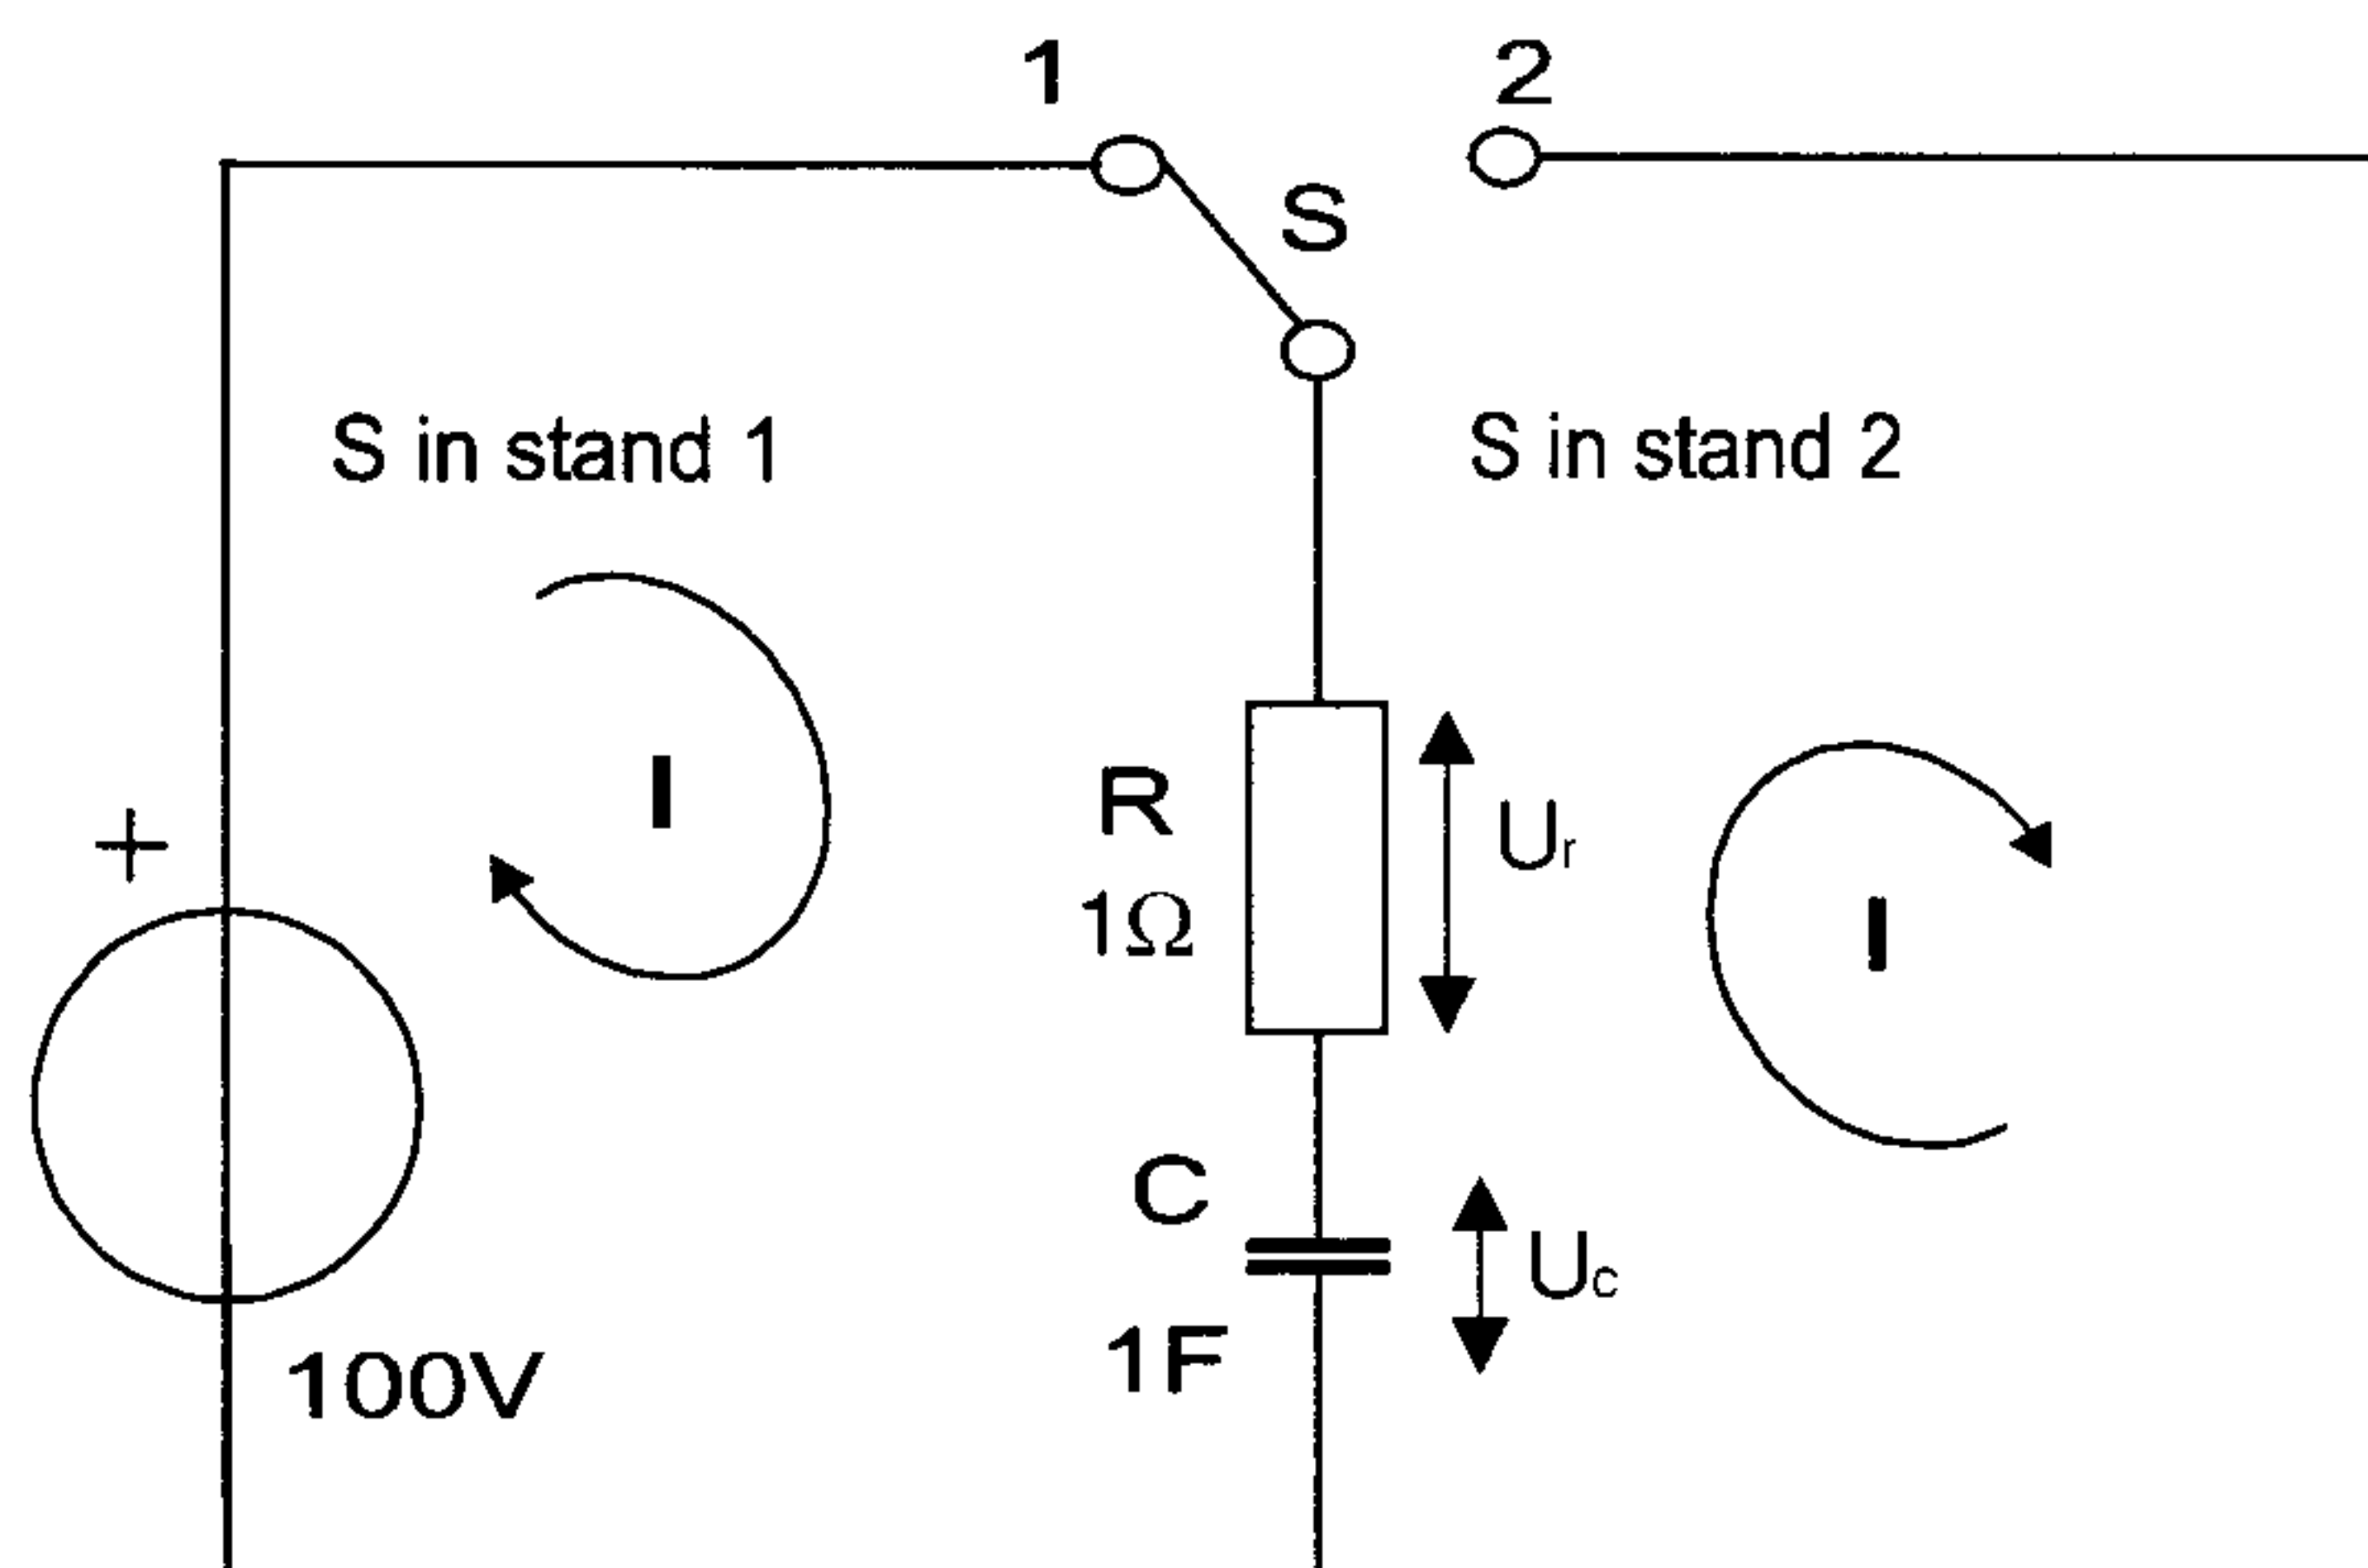 1
2
S
S in stand 1
S in stand 2
I
+
R
1Ω
Ur
I
C
1F
Uc
100V